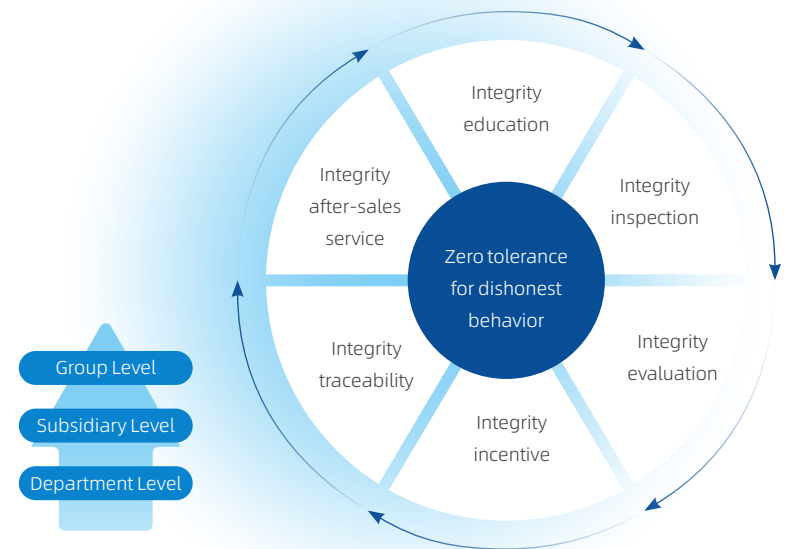 Integrity
education
Integrity
inspection
Integrity
evaluation
Integrity
incentive
Integrity
traceability
Integrity
after-sales
service
Zero tolerance
for dishonest
behavior
Group Level
Subsidiary Level
Department Level